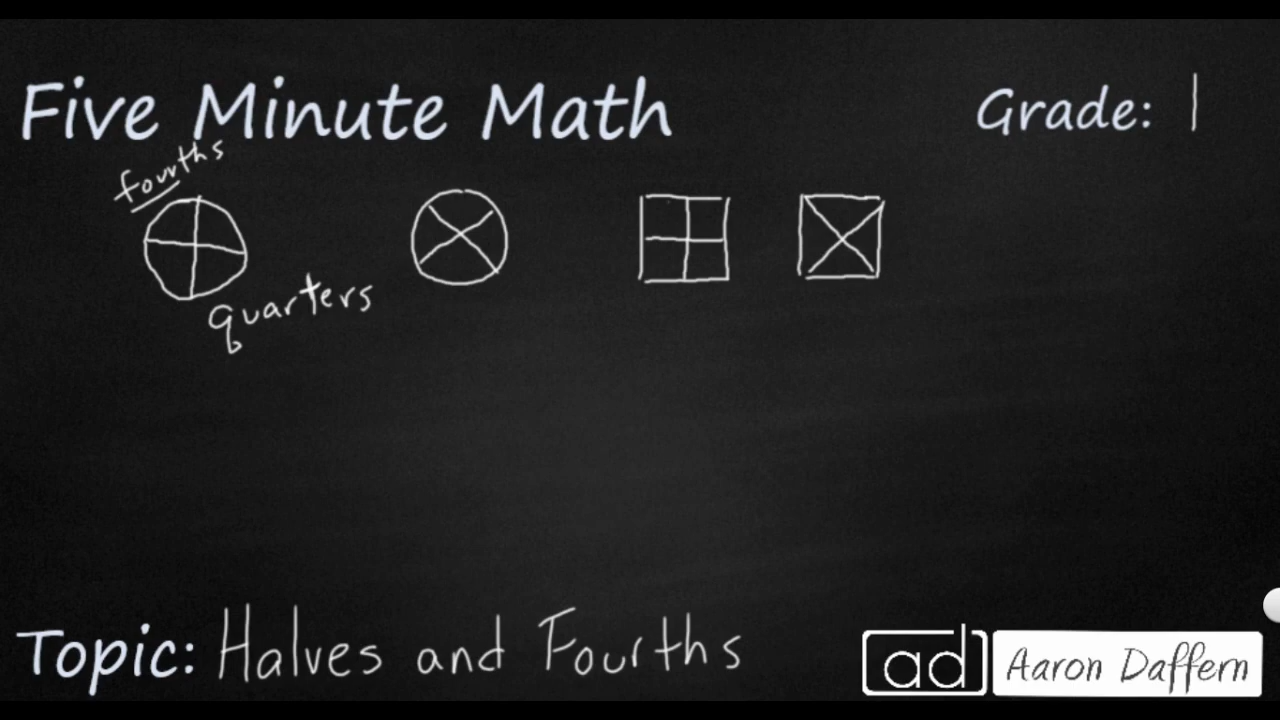 Five Minute Math
Grade: 1
fourths
quarters
Topic: Halves and Fourths
ad Aaron Daffern